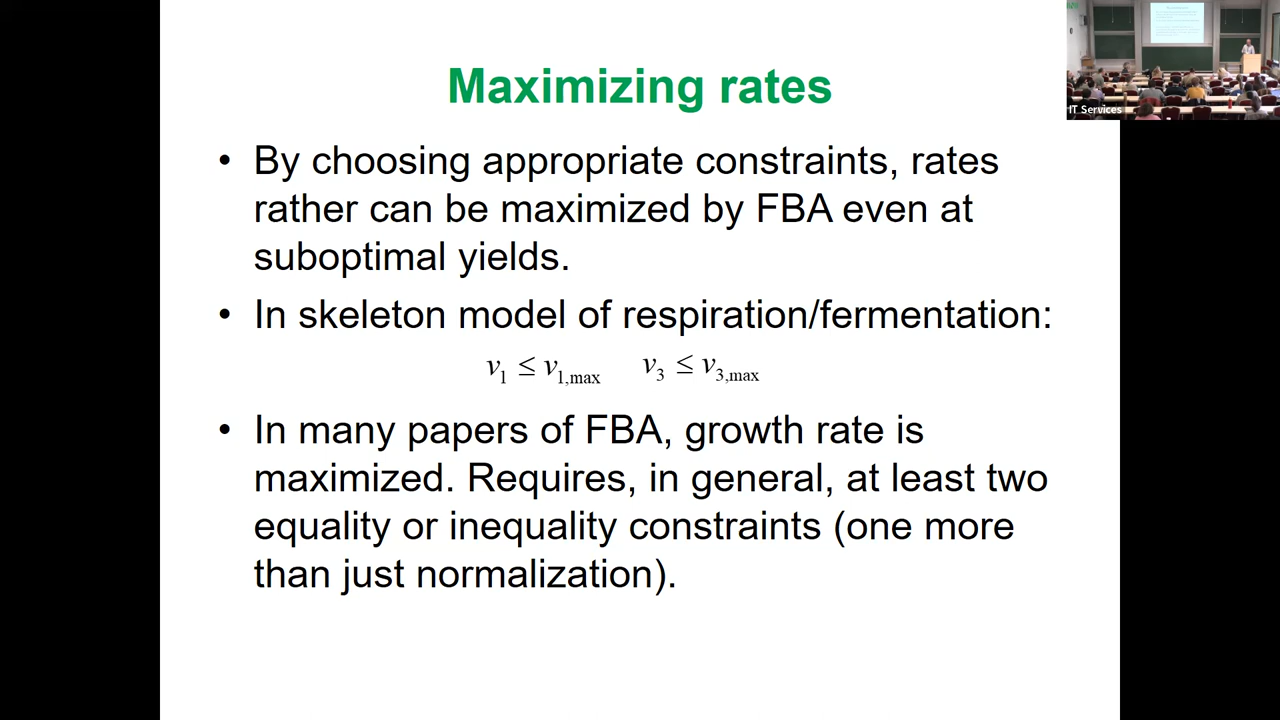 Maximizing rates
IT Services
• By choosing appropriate constraints, rates
rather can be maximized by FBA even at
suboptimal yields.
• In skeleton model of respiration/fermentation:
v₁ ≤ v₁,max v₃ ≤ v₃,max
• In many papers of FBA, growth rate is
maximized. Requires, in general, at least two
equality or inequality constraints (one more
than just normalization).